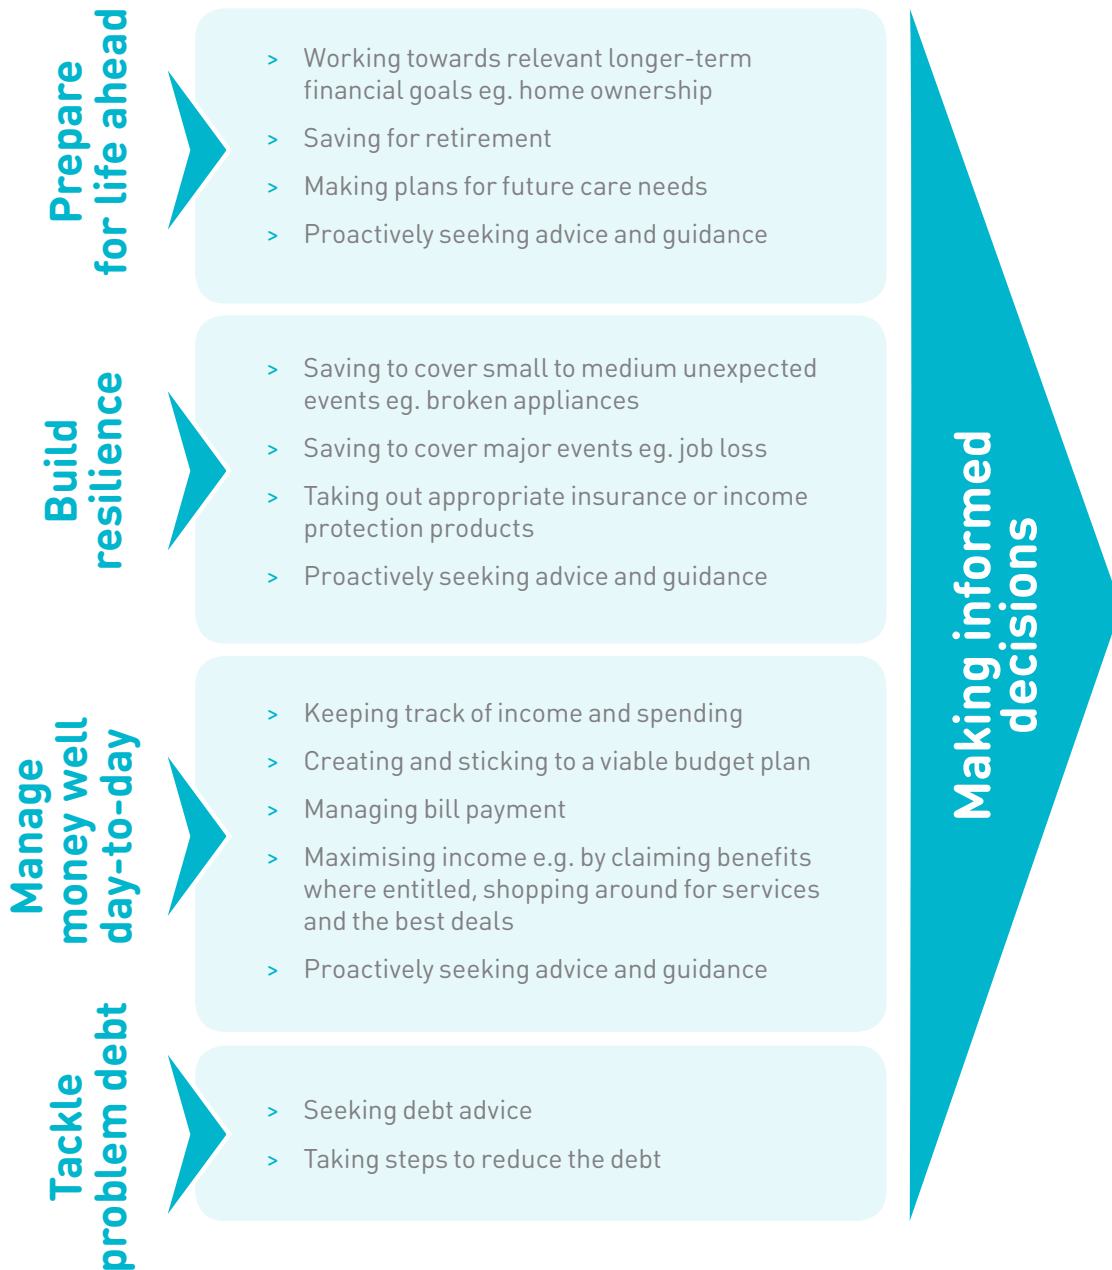 Prepare
for life ahead
> Working towards relevant longer-term
financial goals eg. home ownership
> Saving for retirement
> Making plans for future care needs
> Proactively seeking advice and guidance
Build
resilience
> Saving to cover small to medium unexpected
events eg. broken appliances
> Saving to cover major events eg. job loss
> Taking out appropriate insurance or income
protection products
> Proactively seeking advice and guidance
Manage
money well
day-to-day
> Keeping track of income and spending
> Creating and sticking to a viable budget plan
> Managing bill payment
> Maximising income e.g. by claiming benefits
where entitled, shopping around for services
and the best deals
> Proactively seeking advice and guidance
Tackle
problem debt
> Seeking debt advice
> Taking steps to reduce the debt
Making informed
decisions